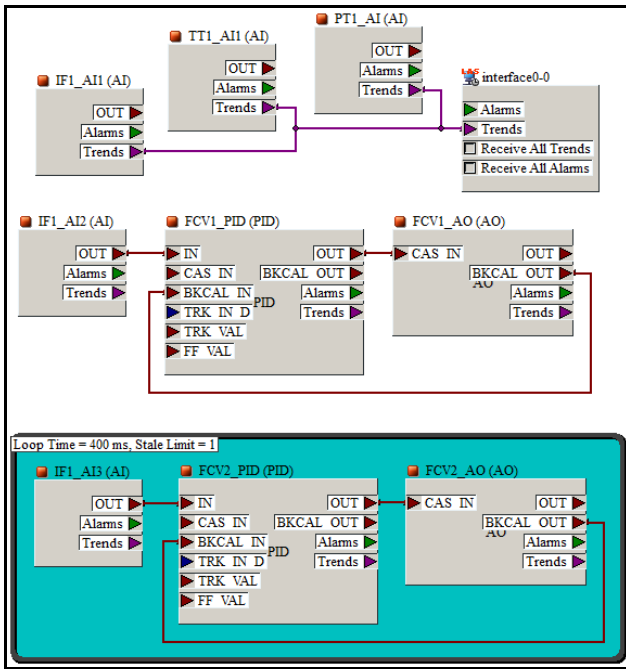 PT1_AI (AI)
OUT
Alarms
Trends
TT1_AI1 (AI)
OUT
Alarms
Trends
IF1_AI1 (AI)
OUT
Alarms
Trends
interface0-0
Alarms
Trends
Receive All Trends
Receive All Alarms
IF1_AI2 (AI)
OUT
Alarms
Trends
FCV1_PID (PID)
IN
CAS IN
BKCAL IN
TRK IN D
TRK VAL
FF VAL
PID
OUT
BKCAL OUT
Alarms
Trends
FCV1_AO (AO)
CAS IN
OUT
BKCAL OUT
AO
Alarms
Trends
Loop Time = 400 ms, Stale Limit = 1
IF1_AI3 (AI)
OUT
Alarms
Trends
FCV2_PID (PID)
IN
CAS IN
BKCAL IN
TRK IN D
TRK VAL
FF VAL
PID
OUT
BKCAL OUT
Alarms
Trends
FCV2_AO (AO)
CAS IN
OUT
BKCAL OUT
AO
Alarms
Trends